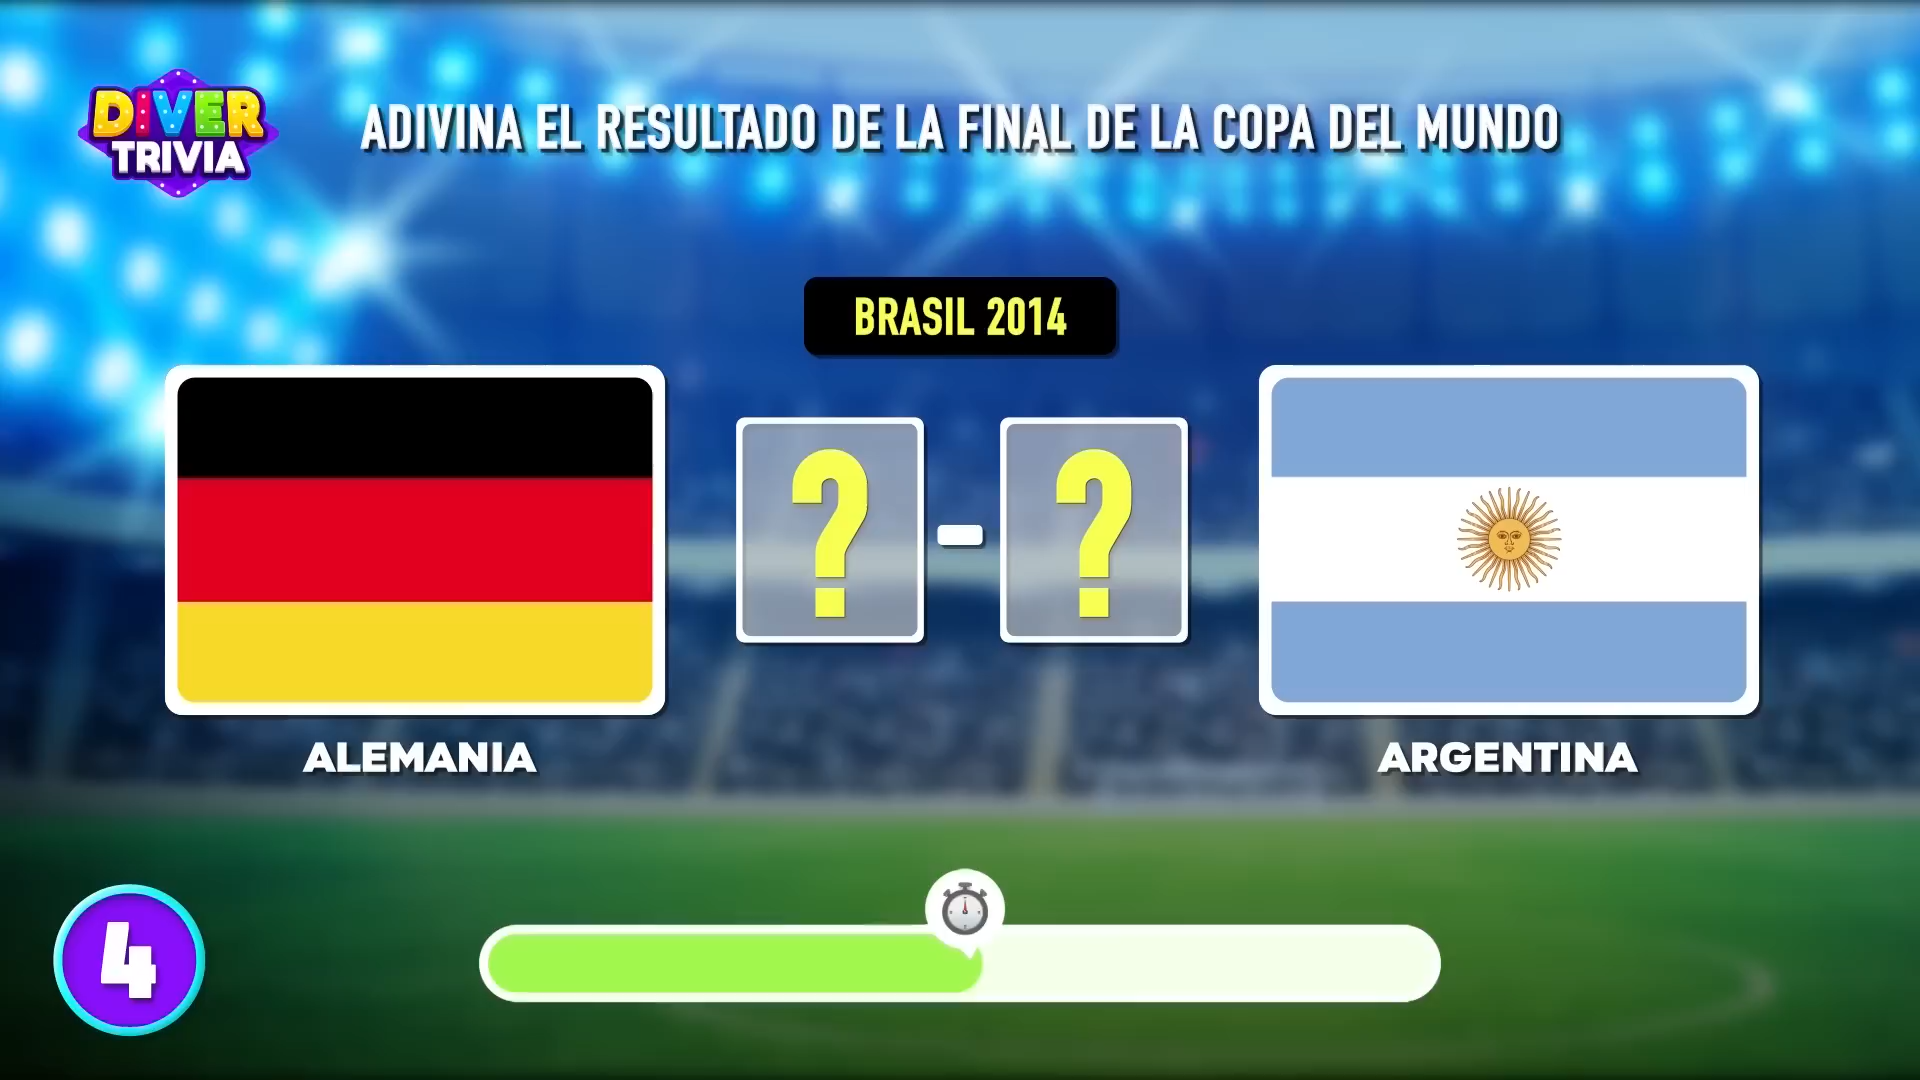 DIVER
TRIVIA
ADIVINA EL RESULTADO DE LA FINAL DE LA COPA DEL MUNDO
BRASIL 2014
? - ?
ALEMANIA
ARGENTINA
4